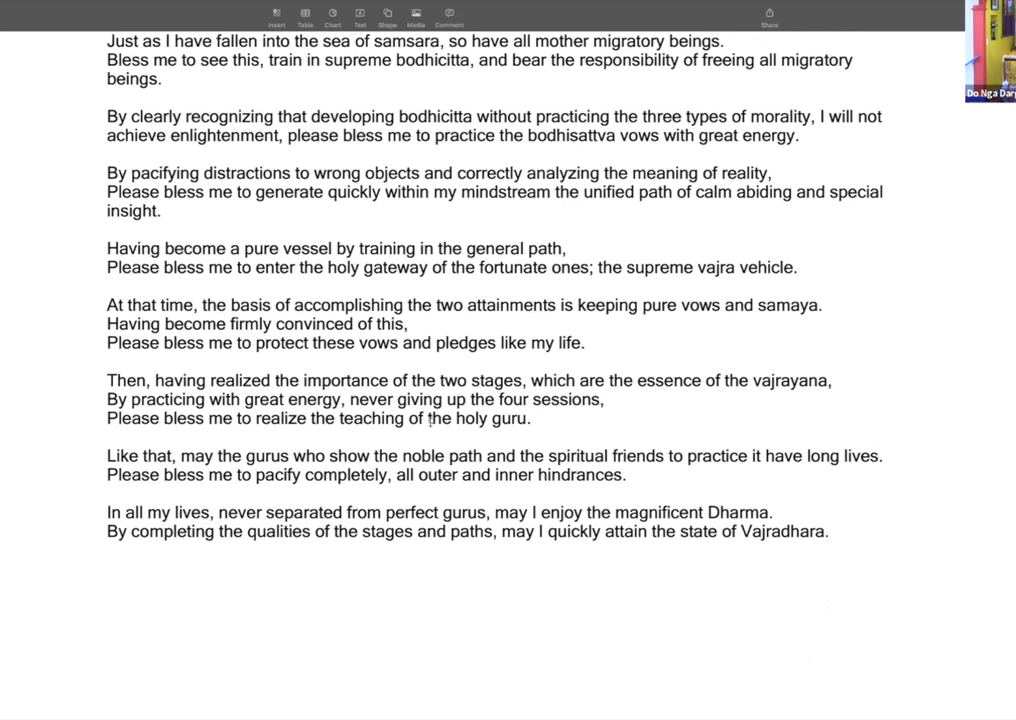 Insert Table Chart Text Shape Media Comment Share
Just as I have fallen into the sea of samsara, so have all mother migratory beings.
Bless me to see this, train in supreme bodhicitta, and bear the responsibility of freeing all migratory
beings.
By clearly recognizing that developing bodhicitta without practicing the three types of morality, I will not
achieve enlightenment, please bless me to practice the bodhisattva vows with great energy.
By pacifying distractions to wrong objects and correctly analyzing the meaning of reality,
Please bless me to generate quickly within my mindstream the unified path of calm abiding and special
insight.
Having become a pure vessel by training in the general path,
Please bless me to enter the holy gateway of the fortunate ones; the supreme vajra vehicle.
At that time, the basis of accomplishing the two attainments is keeping pure vows and samaya.
Having become firmly convinced of this,
Please bless me to protect these vows and pledges like my life.
Then, having realized the importance of the two stages, which are the essence of the vajrayana,
By practicing with great energy, never giving up the four sessions,
Please bless me to realize the teaching of the holy guru.
Like that, may the gurus who show the noble path and the spiritual friends to practice it have long lives.
Please bless me to pacify completely, all outer and inner hindrances.
In all my lives, never separated from perfect gurus, may I enjoy the magnificent Dharma.
By completing the qualities of the stages and paths, may I quickly attain the state of Vajradhara.
Do Nga Darg